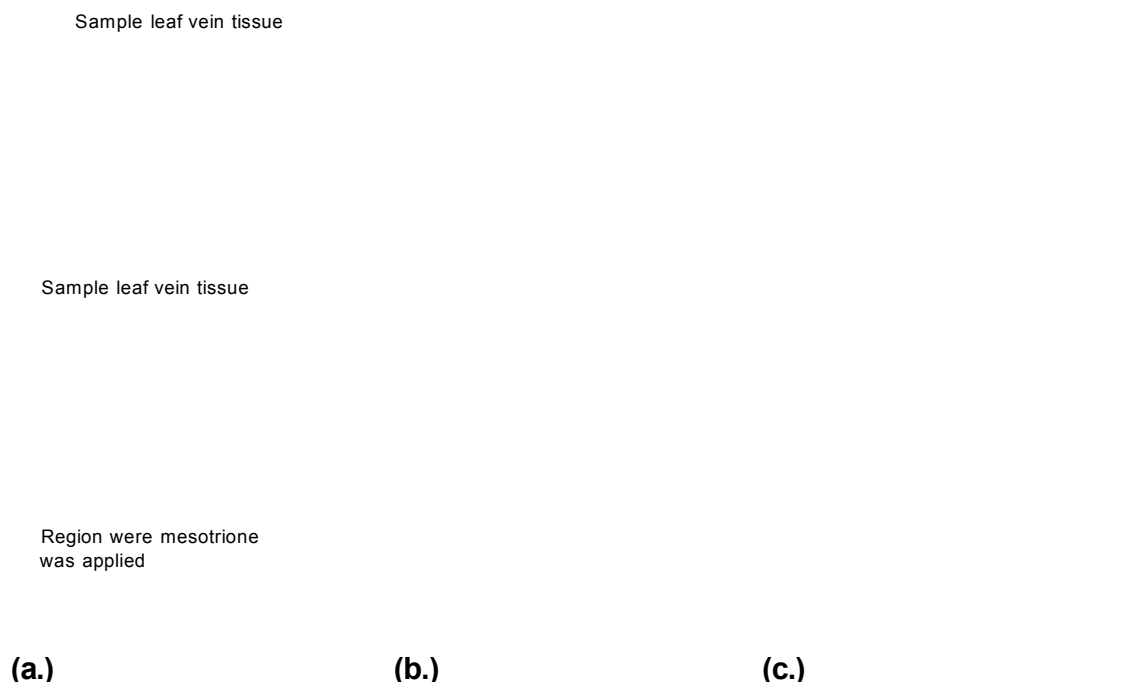 Sample leaf vein tissue
Sample leaf vein tissue
Region were mesotrione
was applied
(a.) (b.) (c.)